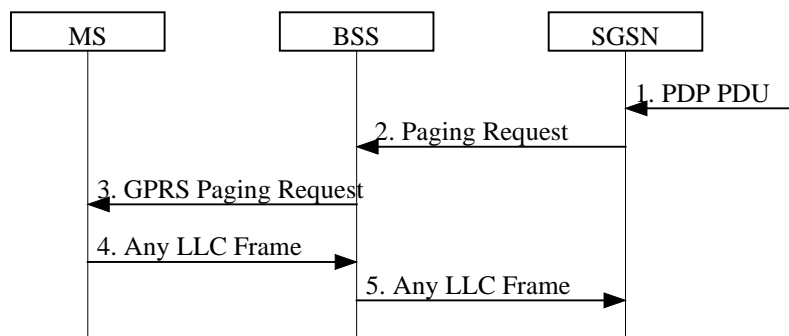 MS
BSS
SGSN
1. PDP PDU
2. Paging Request
3. GPRS Paging Request
4. Any LLC Frame
5. Any LLC Frame